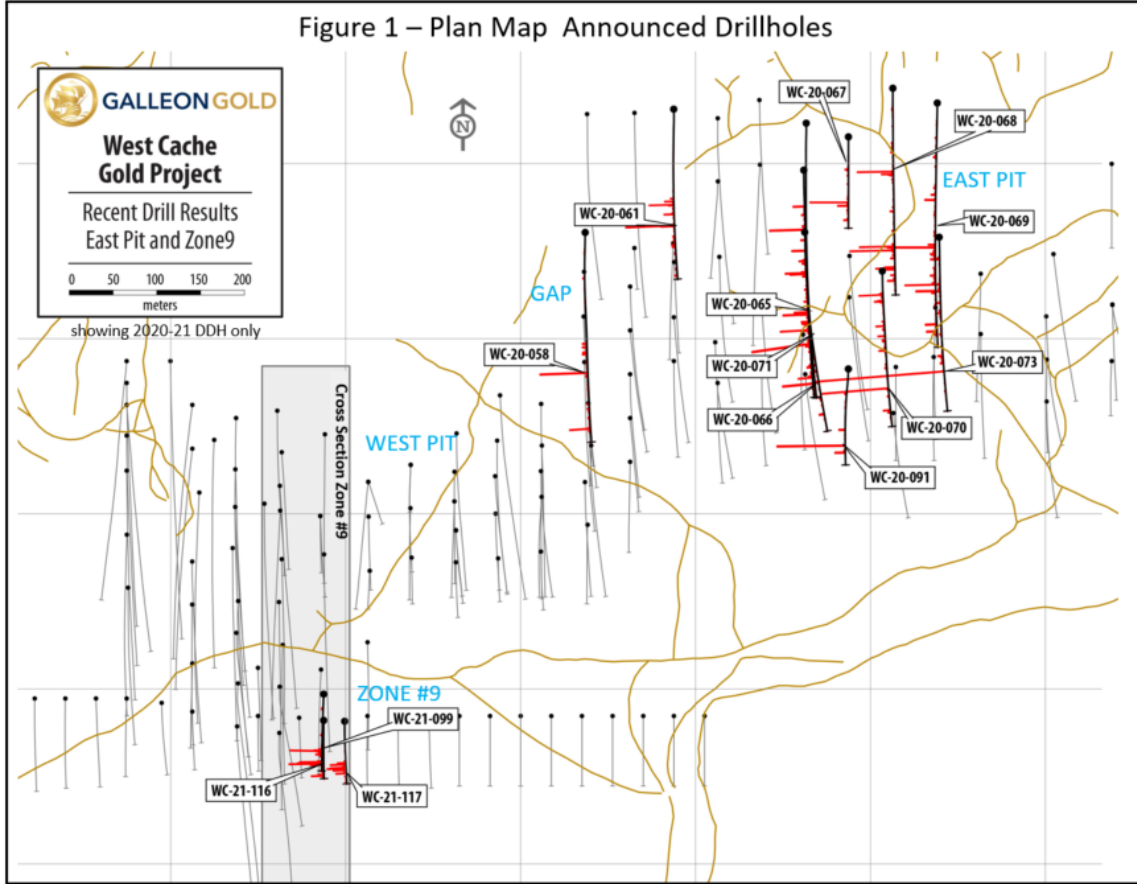 Figure 1 – Plan Map Announced Drillholes
GALLEON GOLD
West Cache
Gold Project
Recent Drill Results
East Pit and Zone9
0 50 100 150 200
meters
showing 2020-21 DDH only
N
WC-20-067
WC-20-068
EAST PIT
WC-20-061
WC-20-069
GAP
WC-20-065
WC-20-058
WC-20-071
WC-20-073
WC-20-066
WC-20-070
WEST PIT
WC-20-091
Cross Section Zone #9
ZONE #9
WC-21-099
WC-21-116
WC-21-117